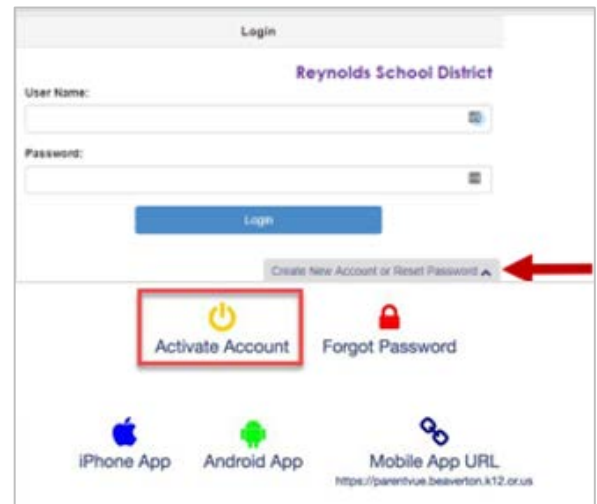 Login
Reynolds School District
User Name:
Password:
Login
Create New Account or Reset Password
Activate Account
Forgot Password
iPhone App
Android App
Mobile App URL
https://parentvue.beaverton.k12.or.us